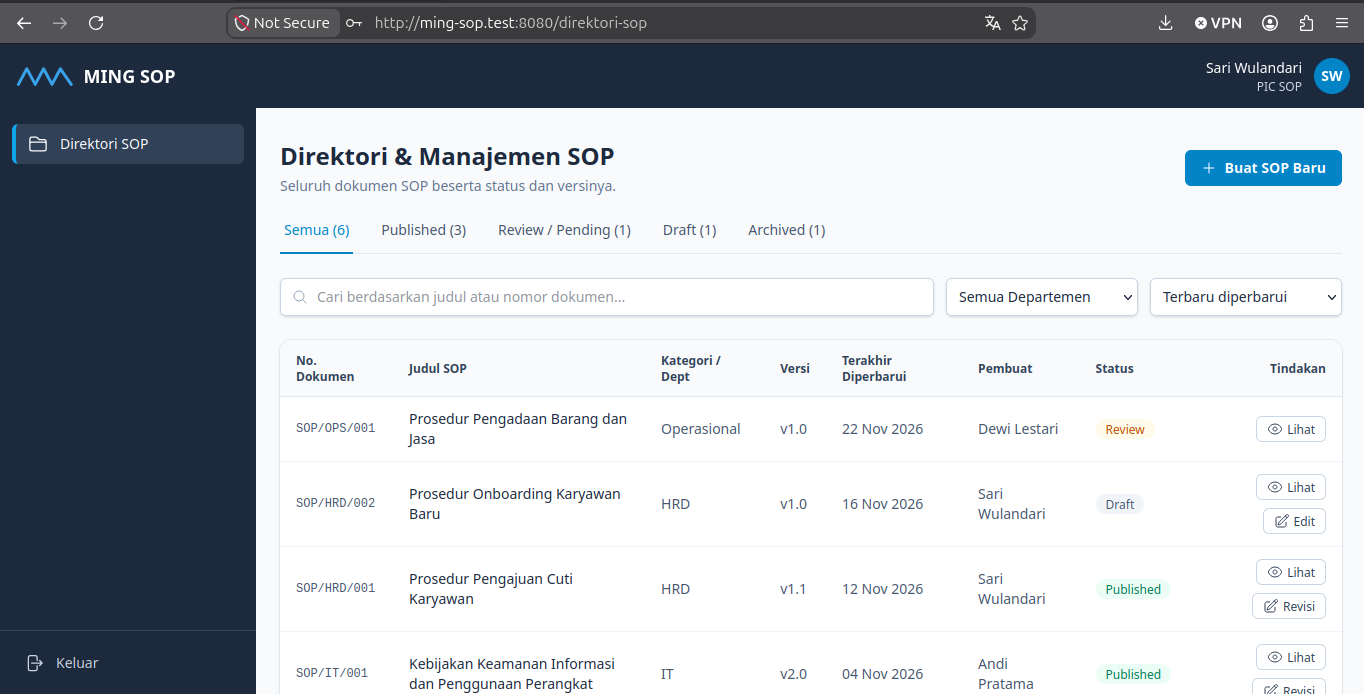 Not Secure
http://ming-sop.test:8080/direktori-sop
VPN
MING SOP
Sari Wulandari
PIC SOP
SW
Direktori SOP
Keluar
Direktori & Manajemen SOP
Seluruh dokumen SOP beserta status dan versinya.
Buat SOP Baru
Semua (6) Published (3) Review / Pending (1) Draft (1) Archived (1)
Cari berdasarkan judul atau nomor dokumen...
Semua Departemen
Terbaru diperbarui
No. Dokumen Judul SOP Kategori / Dept Versi Terakhir Diperbarui Pembuat Status Tindakan
SOP/OPS/001 Prosedur Pengadaan Barang dan Jasa Operasional v1.0 22 Nov 2026 Dewi Lestari Review Lihat
SOP/HRD/002 Prosedur Onboarding Karyawan Baru HRD v1.0 16 Nov 2026 Sari Wulandari Draft Lihat Edit
SOP/HRD/001 Prosedur Pengajuan Cuti Karyawan HRD v1.1 12 Nov 2026 Sari Wulandari Published Lihat Revisi
SOP/IT/001 Kebijakan Keamanan Informasi dan Penggunaan Perangkat IT v2.0 04 Nov 2026 Andi Pratama Published Lihat Revisi